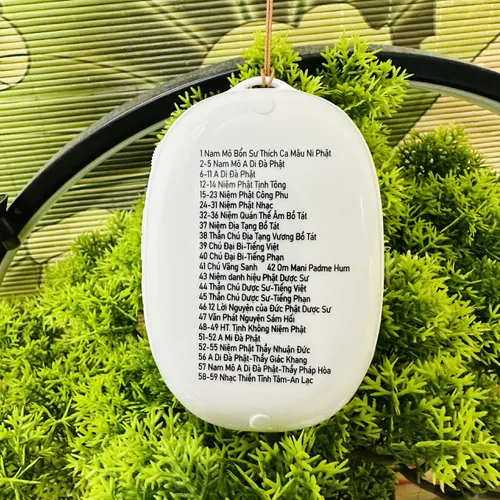 1 Nam Mô Bổn Sư Thích Ca Mâu Ni Phật
2-5 Nam Mô A Di Đà Phật
6-11 A Di Đà Phật
12-14 Niệm Phật Tịnh Tông
15-23 Niệm Phật Công Phu
24-31 Niệm Phật Nhạc
32-36 Niệm Quán Thế Âm Bồ Tát
37 Niệm Địa Tạng Bồ Tát
38 Thần Chú Địa Tạng Vương Bồ Tát
39 Chú Đại Bi-Tiếng Việt
40 Chú Đại Bi-Tiếng Phạn
41 Chú Vãng Sanh 42 Om Mani Padme Hum
43 Niệm danh hiệu Phật Dược Sư
44 Thần Chú Dược Sư-Tiếng Việt
45 Thần Chú Dược Sư-Tiếng Phạn
46 12 Lời Nguyện của Đức Phật Dược Sư
47 Văn Phát Nguyện Sám Hối
48-49 HT. Tịnh Không Niệm Phật
51-52 A Mi Đà Phật
52-55 Niệm Phật Thầy Nhuận Đức
56 A Di Đà Phật-Thầy Giác Khang
57 Nam Mô A Di Đà Phật-Thầy Pháp Hòa
58-59 Nhạc Thiền Tĩnh Tâm-An Lạc